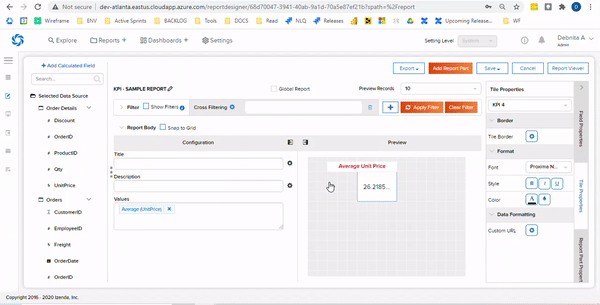 dev-atlanta.eastus.cloudapp.azure.com/reportdesigner/68d70047-3941-40ab-9a1d-70a5e87ef21b?spath=%2Freport
Wireframe ENV Active Sprints BACKLOG Tools Read NLQ Releases Upcoming Release... WF
Explore Reports + Dashboards + Settings Setting Level: System Debnita A
Admin
+ Add Calculated Field
Export Add Report Part Save Cancel Report Viewer
Search...
KPI - SAMPLE REPORT Global Report Preview Records 10
Tile Properties
KPI 4
Selected Data Source
Order Details
Discount
OrderID
ProductID
Qty
UnitPrice
Orders
CustomerID
EmployeeID
Freight
OrderDate
OrderID
Filter Show Filters Cross Filtering Apply Filter Clear Filter
Report Body Snap to Grid
Configuration Preview
Title
Description
Values
Average (UnitPrice) x
Average Unit Price
26.2185...
Border
Tile Border
Format
Font Proxima N...
Style B I U
Color A
Data Formatting
Custom URL
Field Properties
Tile Properties
Report Part Propert
Copyright 2016 - 2020 Izenda, Inc.